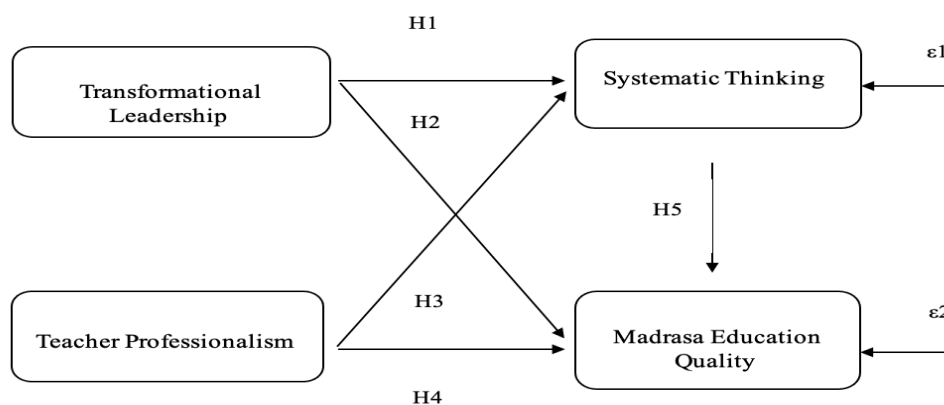 H1
Transformational
Leadership
Systematic Thinking
ε1
H2
H5
H3
Teacher Professionalism
Madrasa Education
Quality
ε2
H4